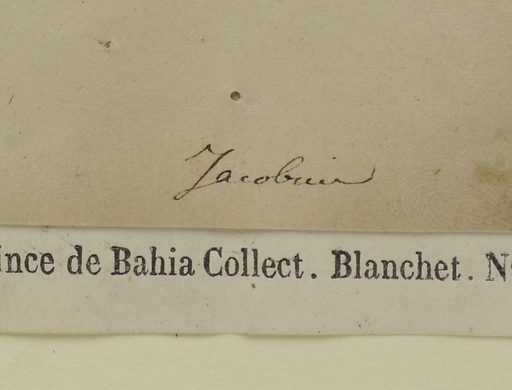 Jacobina
ince de Bahia Collect. Blanchet. N